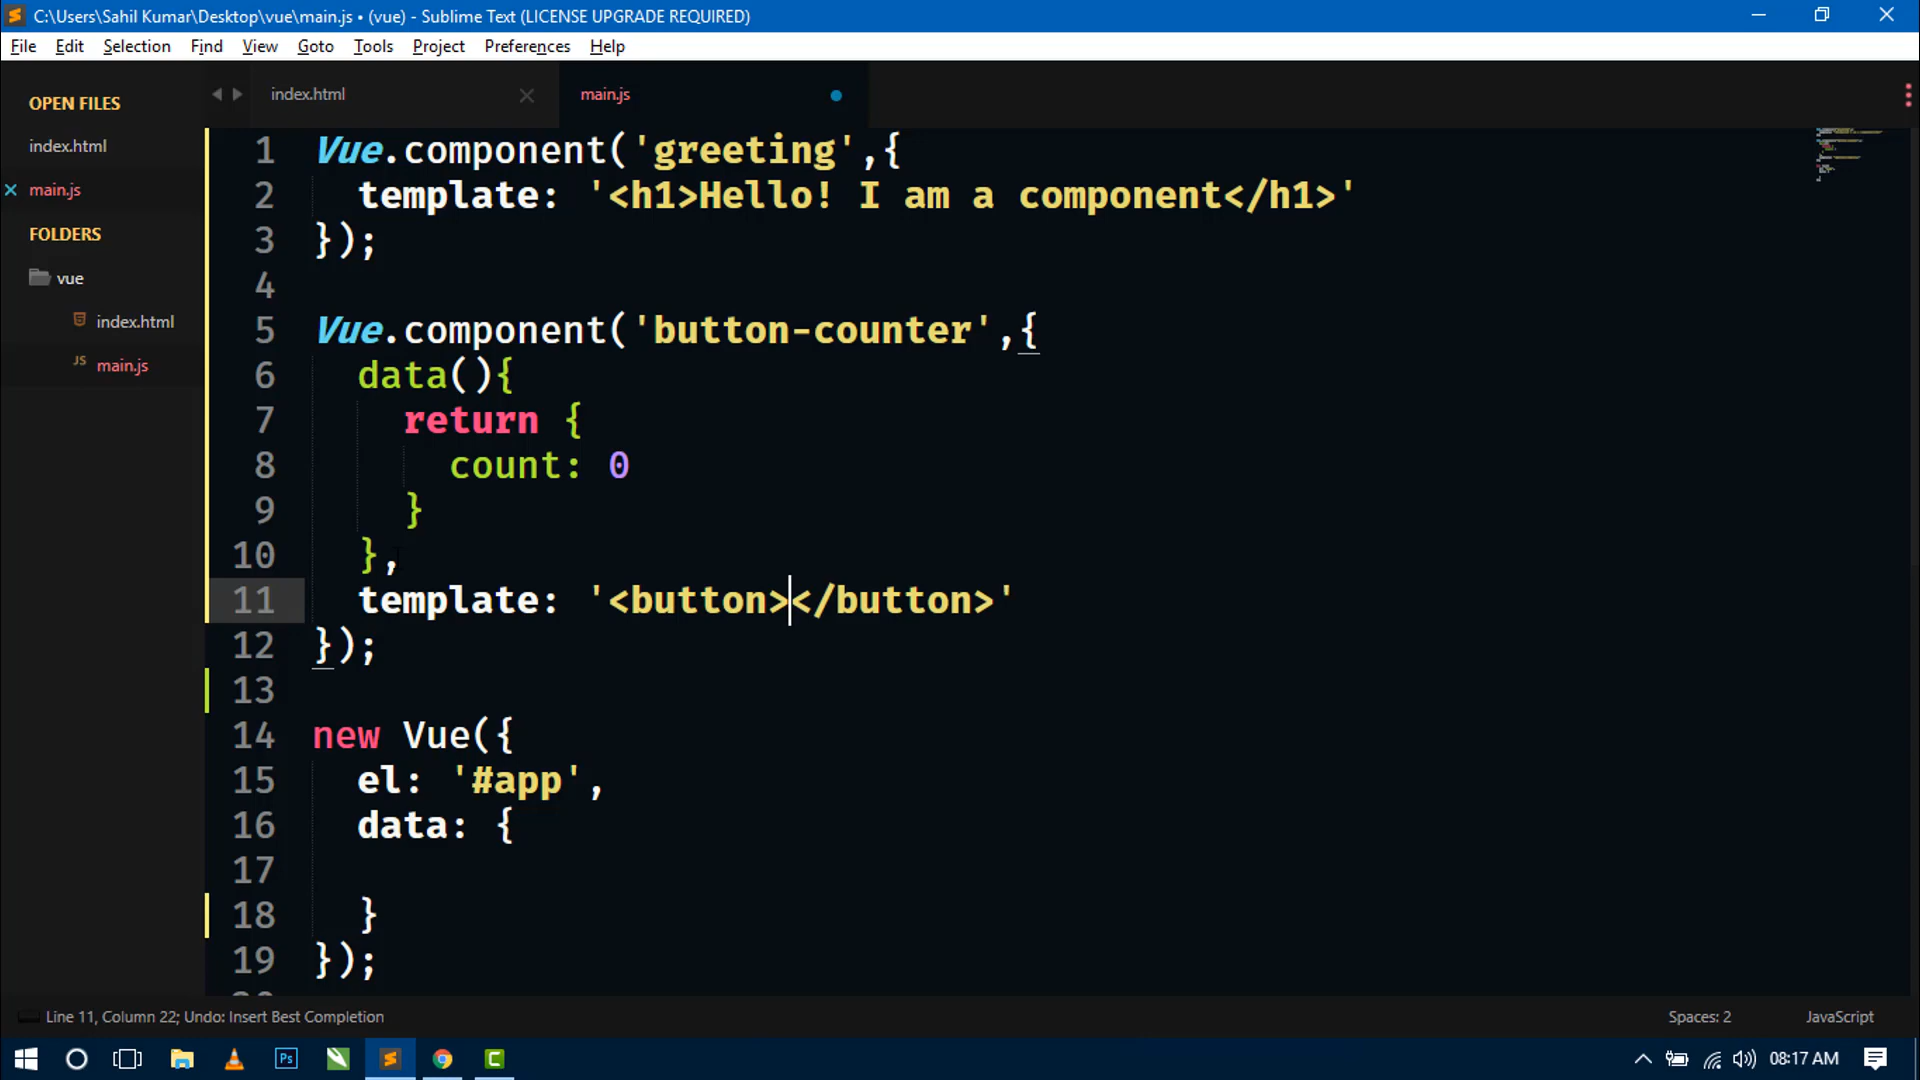 C:\Users\Sahil Kumar\Desktop\vue\main.js • (vue) - Sublime Text (LICENSE UPGRADE REQUIRED)
File Edit Selection Find View Goto Tools Project Preferences Help
OPEN FILES
index.html
main.js
FOLDERS
vue
index.html
main.js
index.html
main.js
1 Vue.component('greeting',{
2 template: '<h1>Hello! I am a component</h1>'
3 });
4
5 Vue.component('button-counter',{
6 data(){
7 return {
8 count: 0
9 }
10 },
11 template: '<button></button>'
12 });
13
14 new Vue({
15 el: '#app',
16 data: {
17
18 }
19 });
Line 11, Column 22; Undo: Insert Best Completion
Spaces: 2
JavaScript
Ps
C
08:17 AM